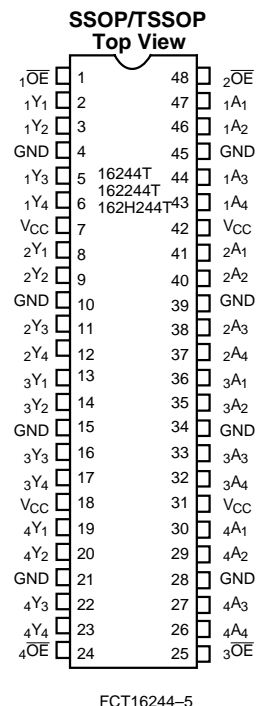 SSOP/TSSOP
Top View
1OE 1 48 2OE
1Y1 2 47 1A1
1Y2 3 46 1A2
GND 4 45 GND
1Y3 5 16244T 44 1A3
1Y4 6 162244T 43 1A4
VCC 7 162H244T 42 VCC
2Y1 8 41 2A1
2Y2 9 40 2A2
GND 10 39 GND
2Y3 11 38 2A3
2Y4 12 37 2A4
3Y1 13 36 3A1
3Y2 14 35 3A2
GND 15 34 GND
3Y3 16 33 3A3
3Y4 17 32 3A4
VCC 18 31 VCC
4Y1 19 30 4A1
4Y2 20 29 4A2
GND 21 28 GND
4Y3 22 27 4A3
4Y4 23 26 4A4
4OE 24 25 3OE
FCT16244–5